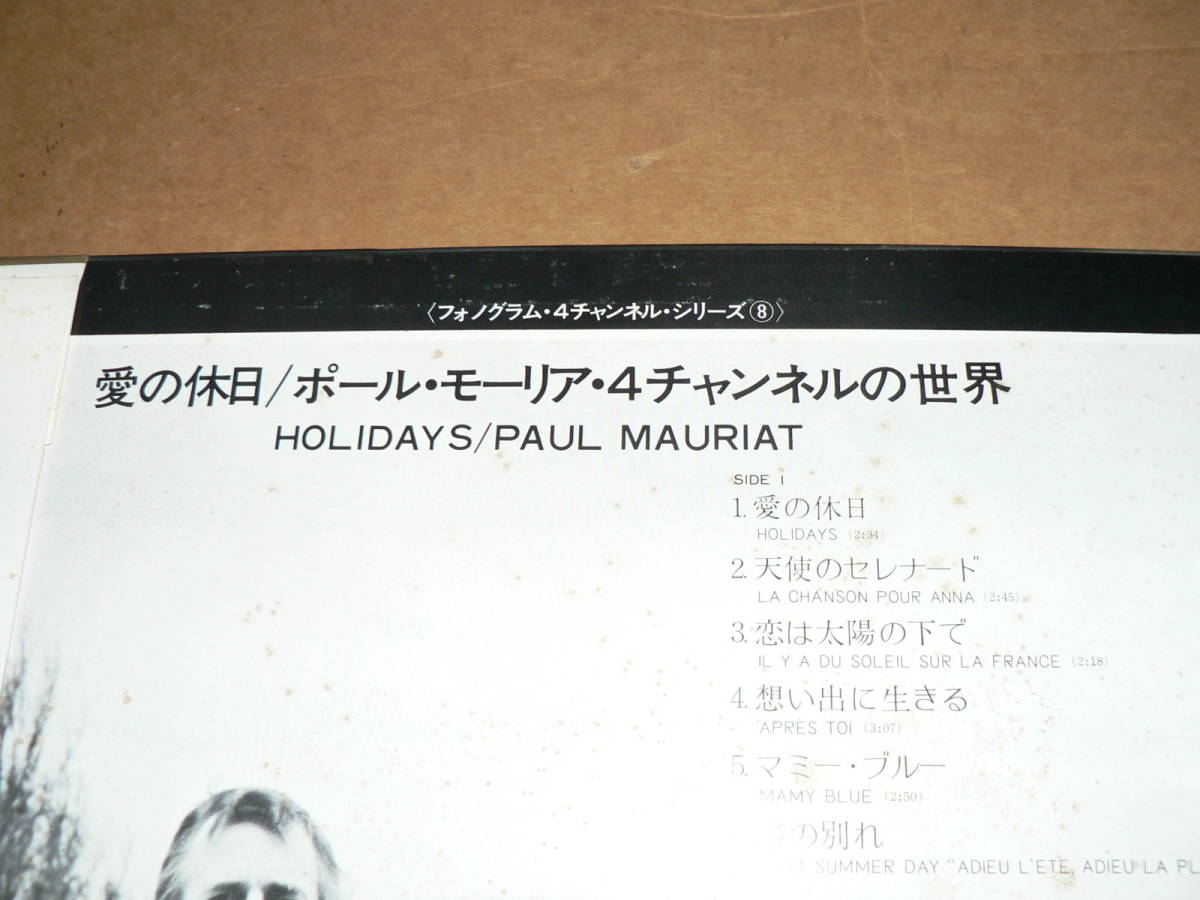 〈フォノグラム・4チャンネル・シリーズ⑧〉
愛の休日/ポール・モーリア・4チャンネルの世界
HOLIDAYS/PAUL MAURIAT
SIDE I
1. 愛の休日
HOLIDAYS (2:34)
2. 天使のセレナード
LA CHANSON POUR ANNA (2:45)
3. 恋は太陽の下で
IL Y A DU SOLEIL SUR LA FRANCE (2:18)
4. 想い出に生きる
APRÈS TOI (3:07)
5. マミー・ブルー
MAMY BLUE (2:50)
の別れ
SUMMER DAY "ADIEU L'ETE, ADIEU LA